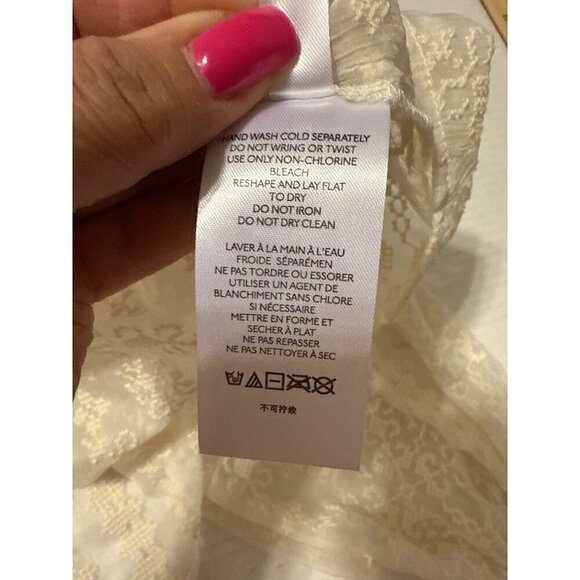 HAND WASH COLD SEPARATELY
DO NOT WRING OR TWIST
USE ONLY NON-CHLORINE
BLEACH
RESHAPE AND LAY FLAT
TO DRY
DO NOT IRON
DO NOT DRY CLEAN
LAVER À LA MAIN À L'EAU
FROIDE SÉPARÉMEN
NE PAS TORDRE OU ESSORER
UTILISER UN AGENT DE
BLANCHIMENT SANS CHLORE
SI NÉCESSAIRE
METTRE EN FORME ET
SECHER À PLAT
NE PAS REPASSER
NE PAS NETTOYER À SEC
不可拧绞